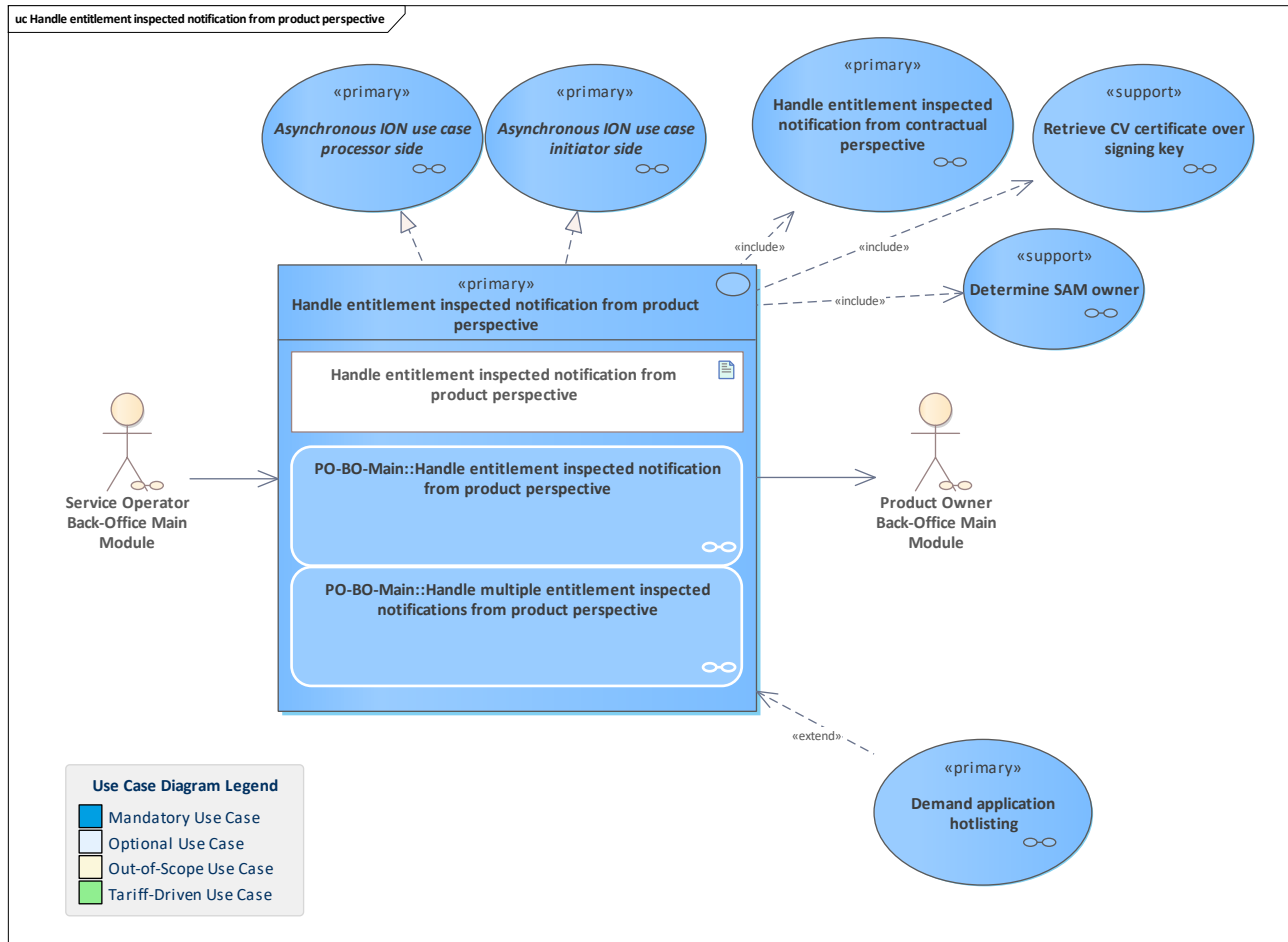 uc Handle entitlement inspected notification from product perspective
«primary»
Asynchronous ION use case
processor side
«primary»
Asynchronous ION use case
initiator side
«primary»
Handle entitlement inspected
notification from contractual
perspective
«support»
Retrieve CV certificate over
signing key
«include»
«include»
«include»
«support»
Determine SAM owner
«primary»
Handle entitlement inspected notification from product
perspective
Handle entitlement inspected notification from
product perspective
PO-BO-Main::Handle entitlement inspected notification
from product perspective
PO-BO-Main::Handle multiple entitlement inspected
notifications from product perspective
Service Operator
Back-Office Main
Module
Product Owner
Back-Office Main
Module
«extend»
«primary»
Demand application
hotlisting
Use Case Diagram Legend
Mandatory Use Case
Optional Use Case
Out-of-Scope Use Case
Tariff-Driven Use Case